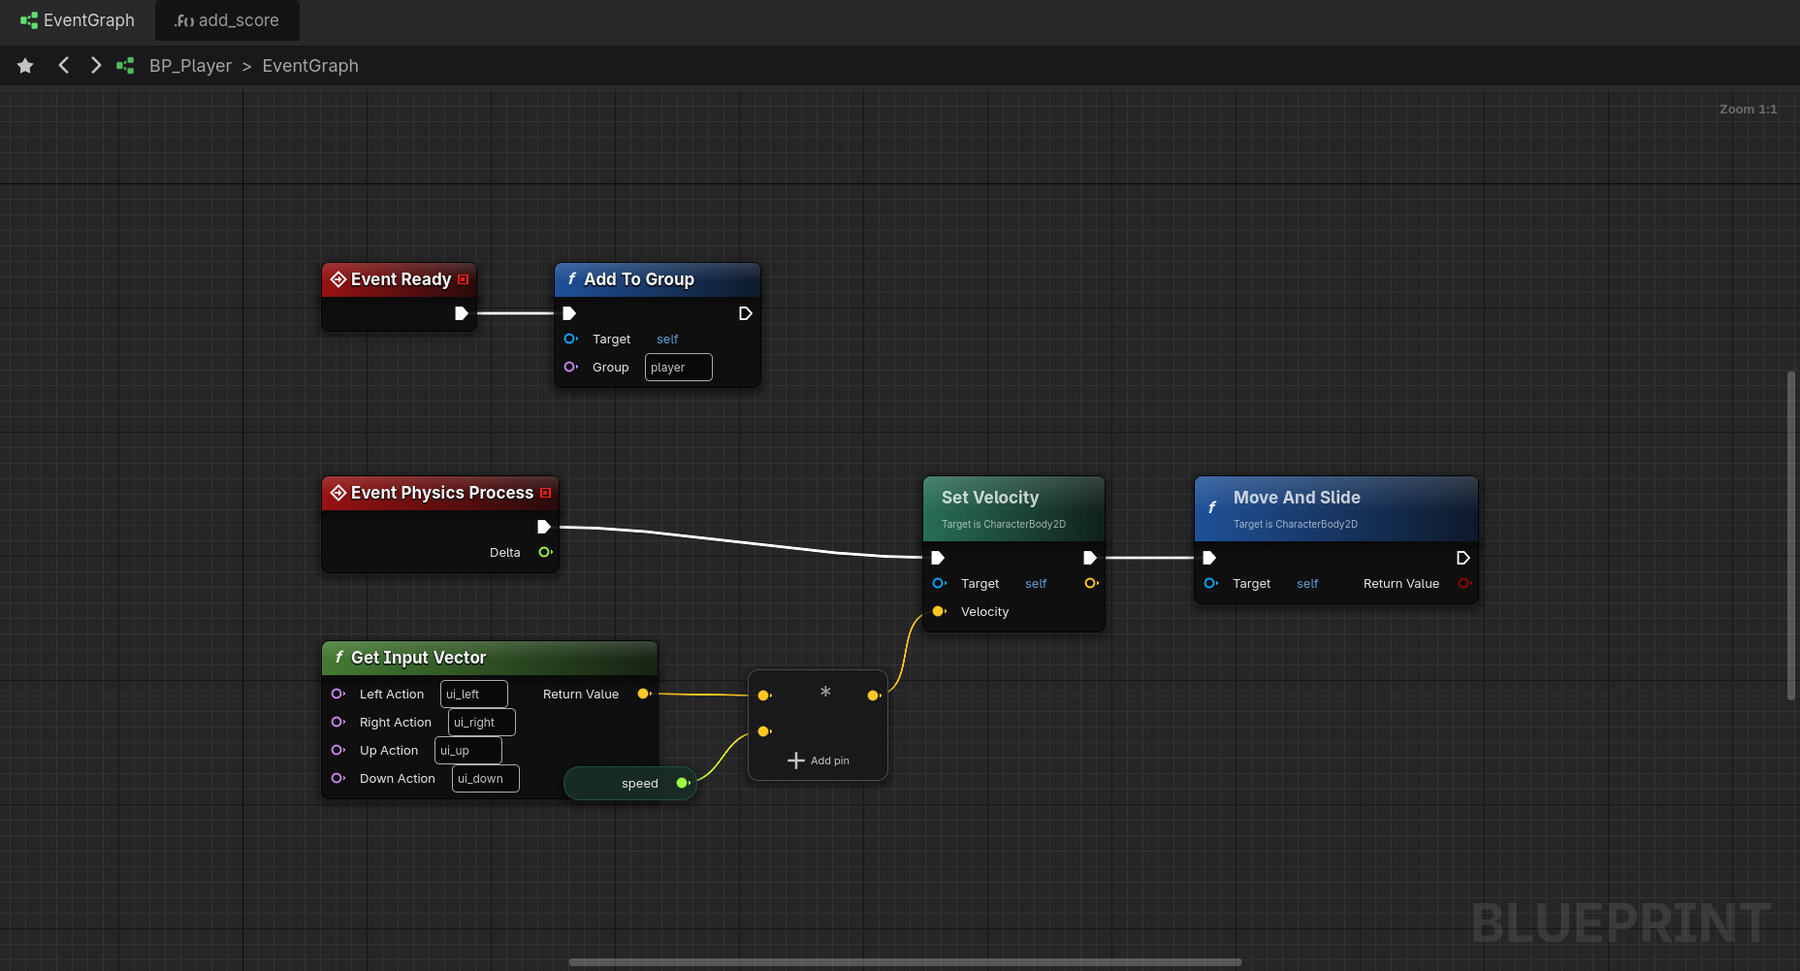 EventGraph
add_score
BP_Player > EventGraph
Zoom 1:1
Event Ready
f Add To Group
Target self
Group player
Event Physics Process
Delta
Set Velocity
Target is CharacterBody2D
Target self
Velocity
f Move And Slide
Target is CharacterBody2D
Target self Return Value
f Get Input Vector
Left Action ui_left Return Value
Right Action ui_right
Up Action ui_up
Down Action ui_down
speed
*
Add pin
BLUEPRINT